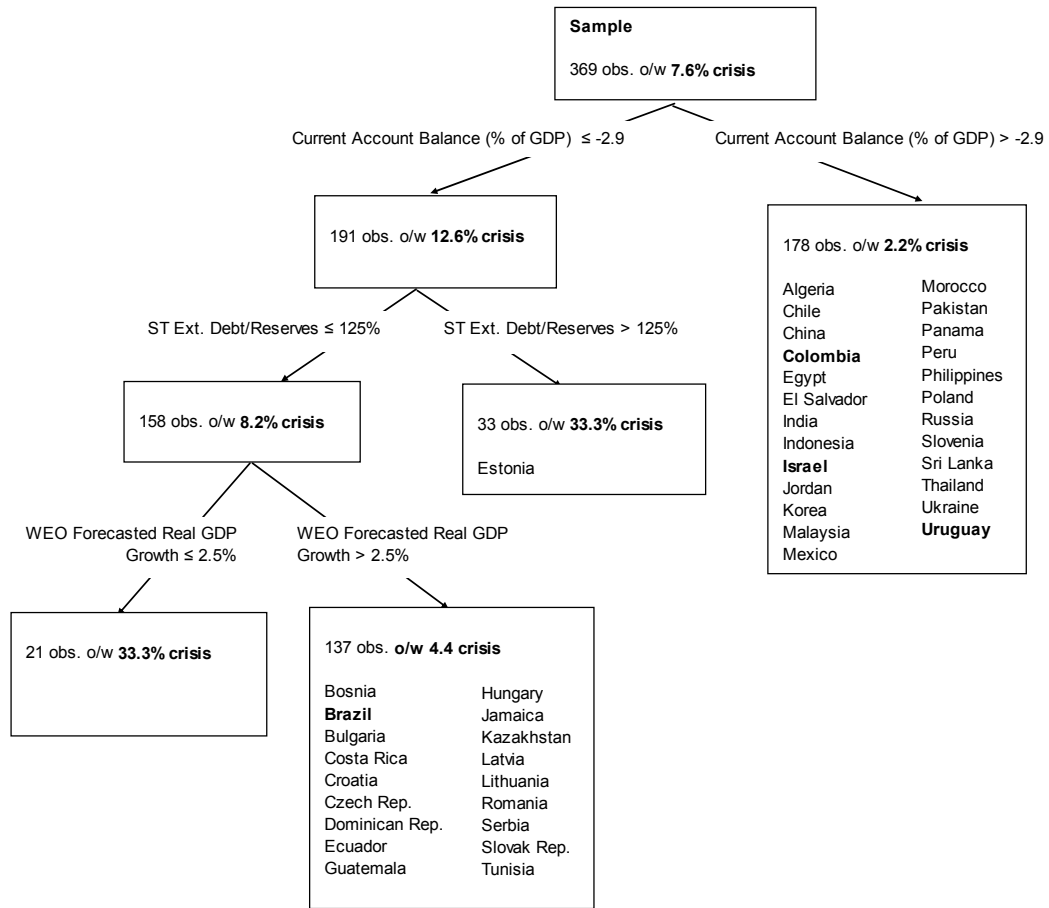 Sample
369 obs. o/w 7.6% crisis
Current Account Balance (% of GDP) ≤ -2.9
Current Account Balance (% of GDP) > -2.9
191 obs. o/w 12.6% crisis
178 obs. o/w 2.2% crisis
Algeria
Chile
China
Colombia
Egypt
El Salvador
India
Indonesia
Israel
Jordan
Korea
Malaysia
Mexico
Morocco
Pakistan
Panama
Peru
Philippines
Poland
Russia
Slovenia
Sri Lanka
Thailand
Ukraine
Uruguay
ST Ext. Debt/Reserves ≤ 125%
ST Ext. Debt/Reserves > 125%
158 obs. o/w 8.2% crisis
33 obs. o/w 33.3% crisis
Estonia
WEO Forecasted Real GDP
Growth ≤ 2.5%
WEO Forecasted Real GDP
Growth > 2.5%
21 obs. o/w 33.3% crisis
137 obs. o/w 4.4 crisis
Bosnia
Brazil
Bulgaria
Costa Rica
Croatia
Czech Rep.
Dominican Rep.
Ecuador
Guatemala
Hungary
Jamaica
Kazakhstan
Latvia
Lithuania
Romania
Serbia
Slovak Rep.
Tunisia